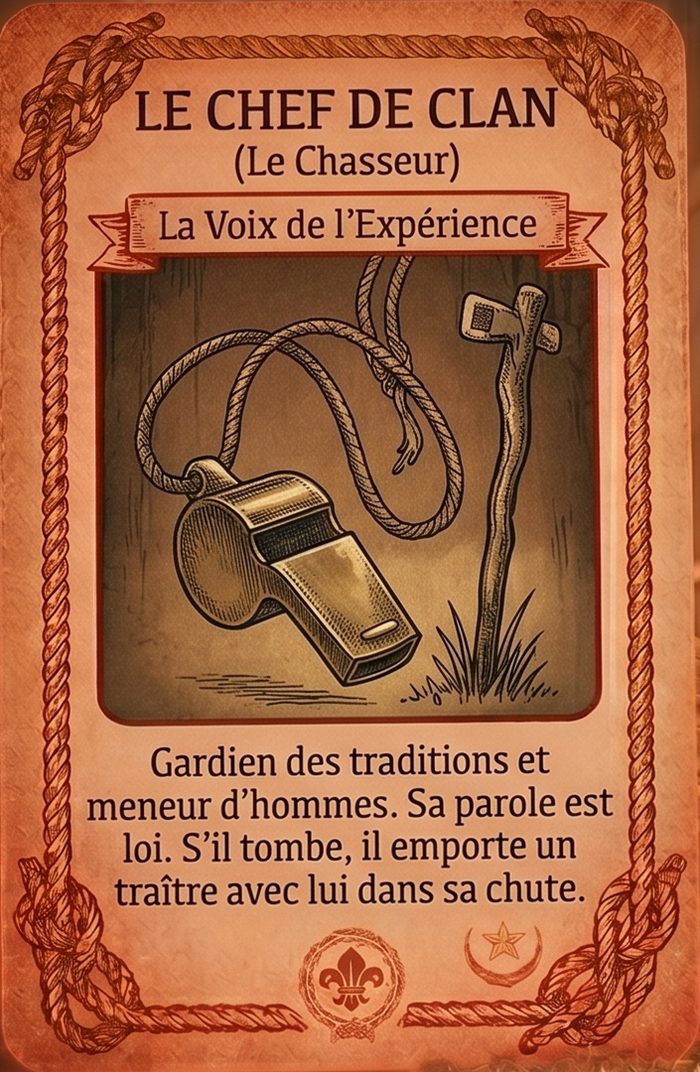 LE CHEF DE CLAN
(Le Chasseur)
La Voix de l'Expérience
Gardien des traditions et
meneur d'hommes. Sa parole est
loi. S'il tombe, il emporte un
traître avec lui dans sa chute.